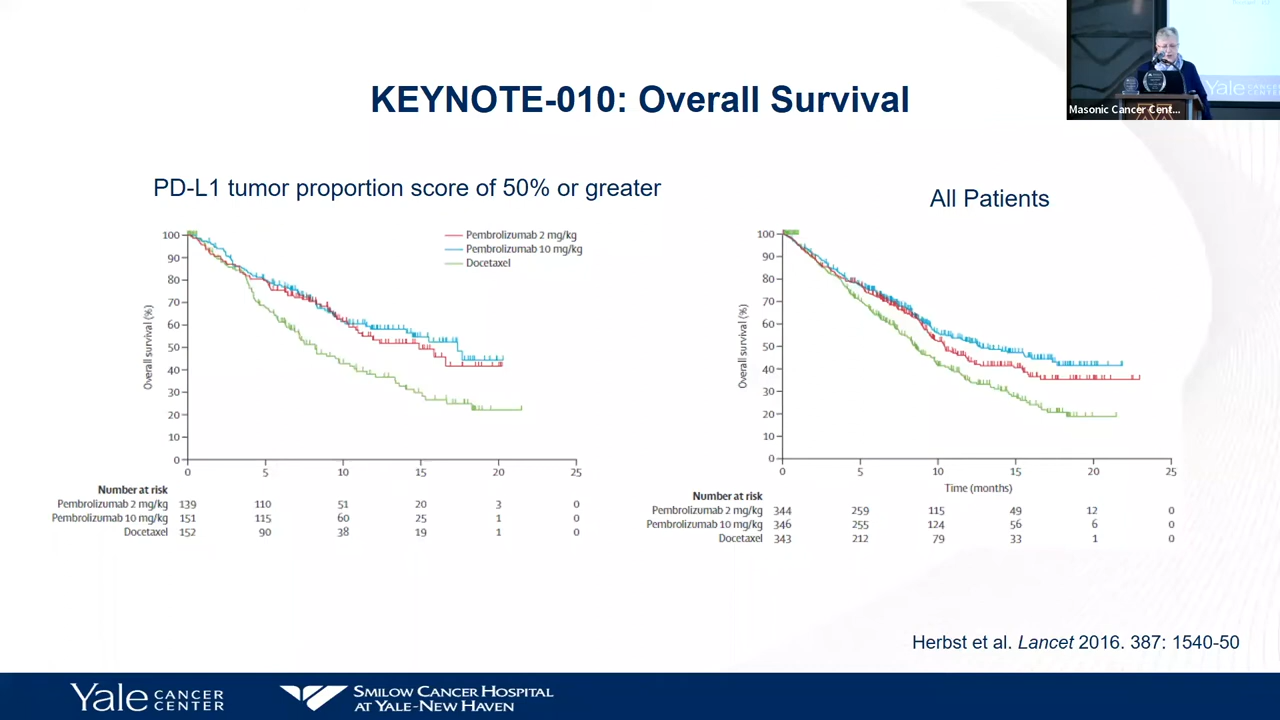 Masonic Cancer Cent...
Yale
KEYNOTE-010: Overall Survival
PD-L1 tumor proportion score of 50% or greater
Pembrolizumab 2 mg/kg
Pembrolizumab 10 mg/kg
Docetaxel
Overall survival (%)
100
90
80
70
60
50
40
30
20
10
0
0 5 10 15 20 25
Number at risk
Pembrolizumab 2 mg/kg 139 110 51 20 3 0
Pembrolizumab 10 mg/kg 151 115 60 25 1 0
Docetaxel 152 90 38 19 1 0
All Patients
Overall survival (%)
100
90
80
70
60
50
40
30
20
10
0
0 5 10 15 20 25
Time (months)
Number at risk
Pembrolizumab 2 mg/kg 344 259 115 49 12 0
Pembrolizumab 10 mg/kg 346 255 124 56 6 0
Docetaxel 343 212 79 33 1 0
Herbst et al. Lancet 2016. 387: 1540-50
Yale CANCER CENTER
SMILOW CANCER HOSPITAL
AT YALE-NEW HAVEN